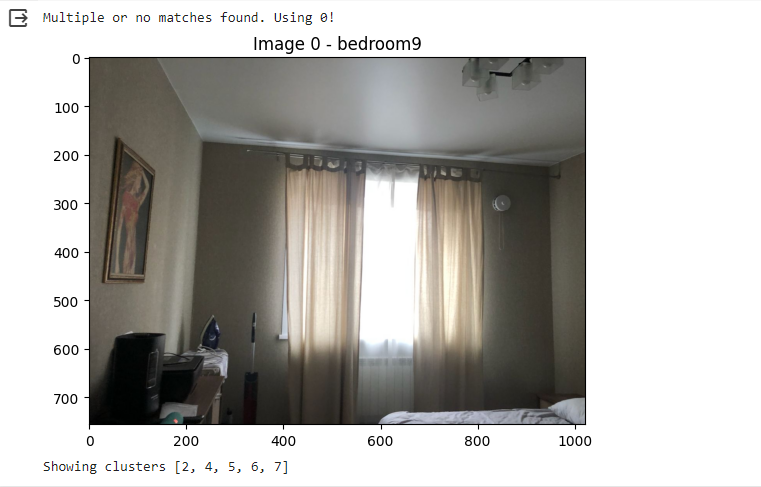 Multiple or no matches found. Using 0!
Image 0 - bedroom9
0
100
200
300
400
500
600
700
0 200 400 600 800 1000
Showing clusters [2, 4, 5, 6, 7]